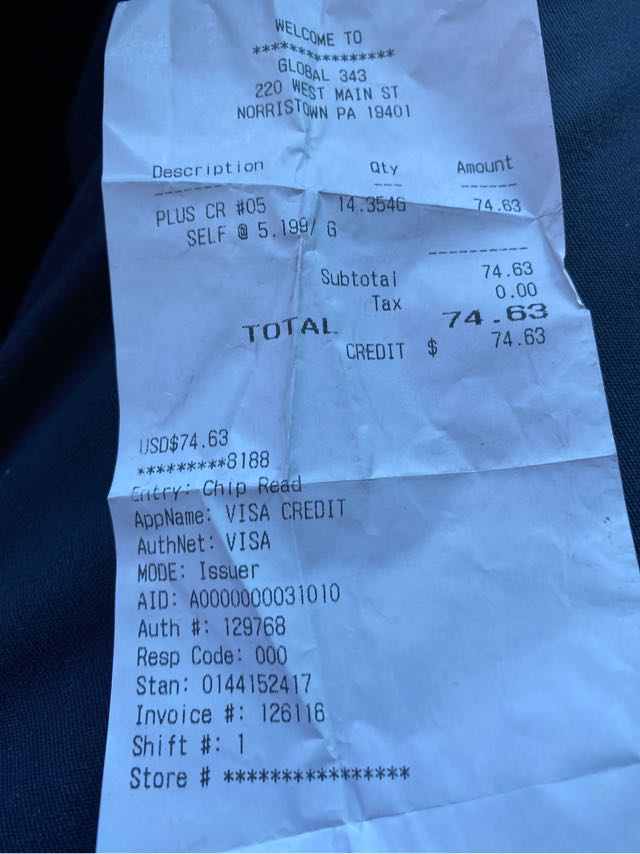 WELCOME TO
****************
GLOBAL 343
220 WEST MAIN ST
NORRISTOWN PA 19401
Description Qty Amount
----------- --- -------
PLUS CR #05 14.354G 74.63
SELF @ 5.199/ G
Subtotal 74.63
Tax 0.00
TOTAL 74.63
CREDIT $ 74.63
USD$74.63
*********8188
Entry: Chip Read
AppName: VISA CREDIT
AuthNet: VISA
MODE: Issuer
AID: A0000000031010
Auth #: 129768
Resp Code: 000
Stan: 0144152417
Invoice #: 126116
Shift #: 1
Store # ****************